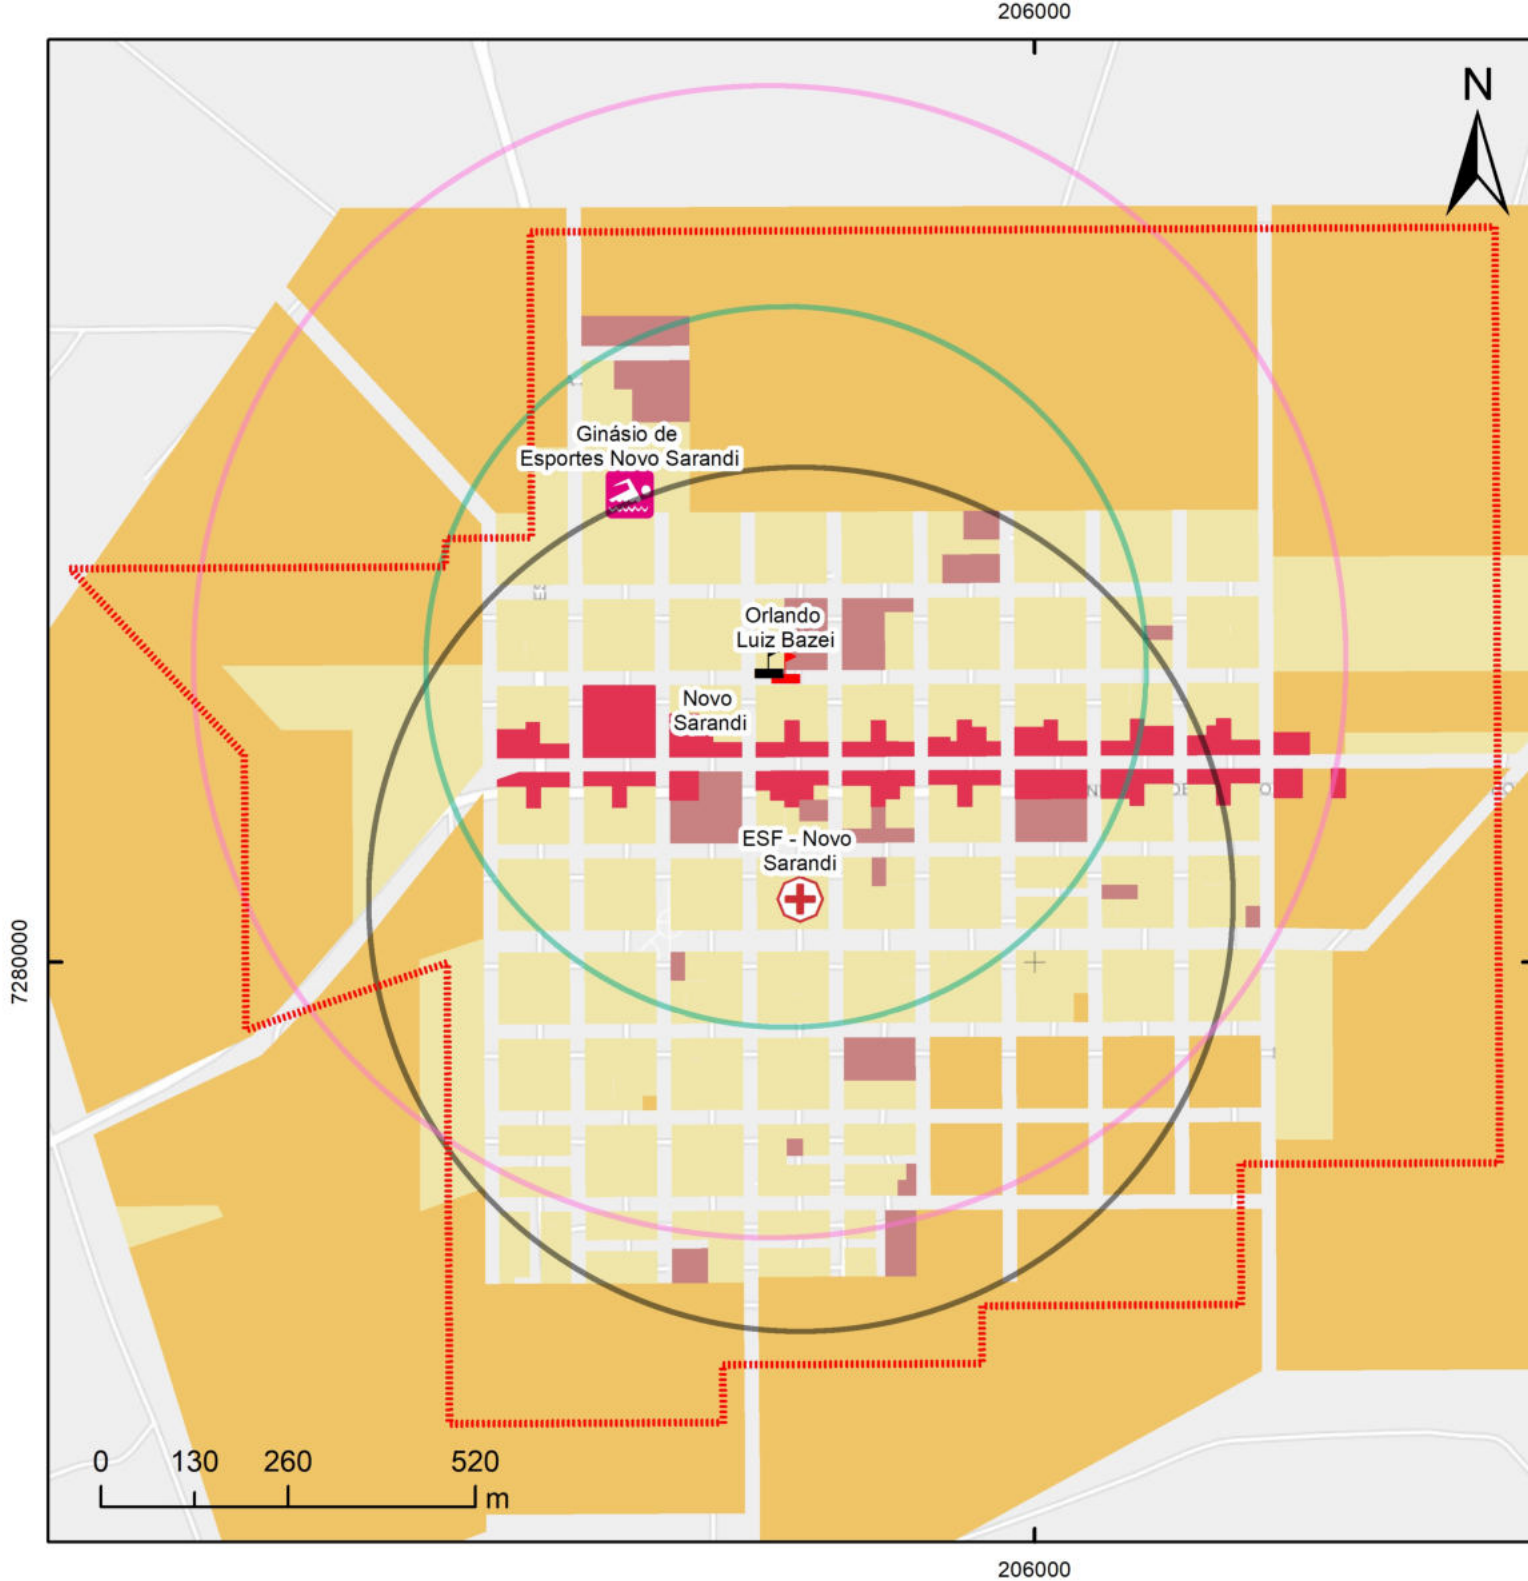 206000
N
Ginásio de
Esportes Novo Sarandi
Orlando
Luiz Bazei
Novo
Sarandi
ESF - Novo
Sarandi
7280000
0 130 260 520
m
206000